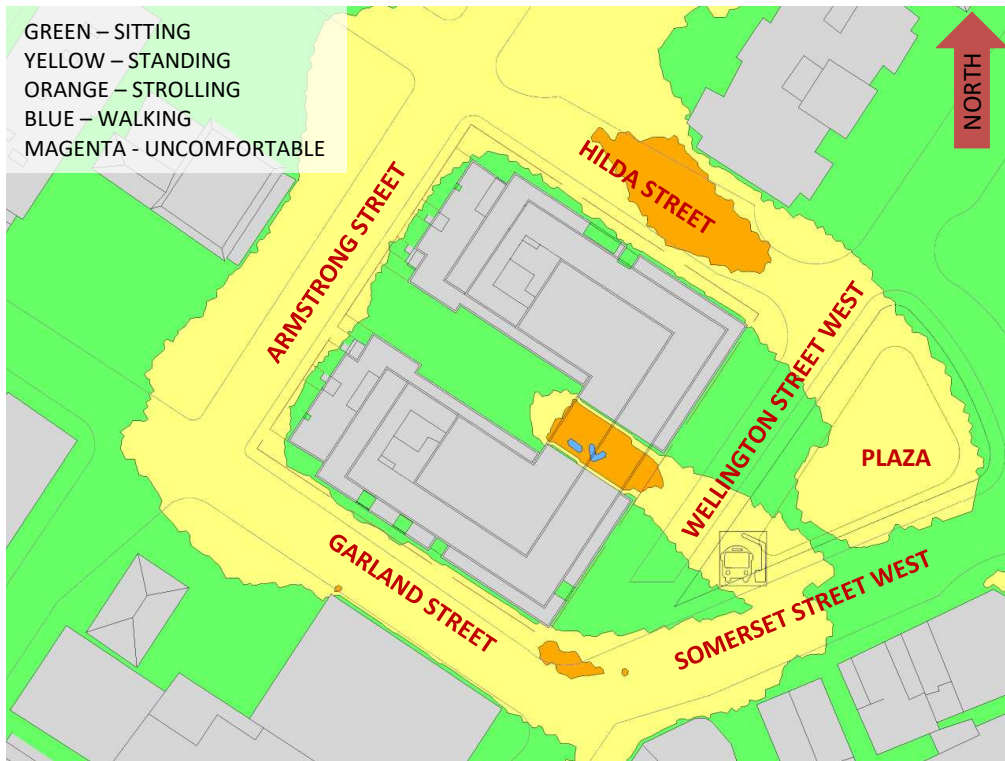 GREEN – SITTING
YELLOW – STANDING
ORANGE – STROLLING
BLUE – WALKING
MAGENTA - UNCOMFORTABLE
NORTH
HILDA STREET
ARMSTRONG STREET
WELLINGTON STREET WEST
PLAZA
GARLAND STREET
SOMERSET STREET WEST